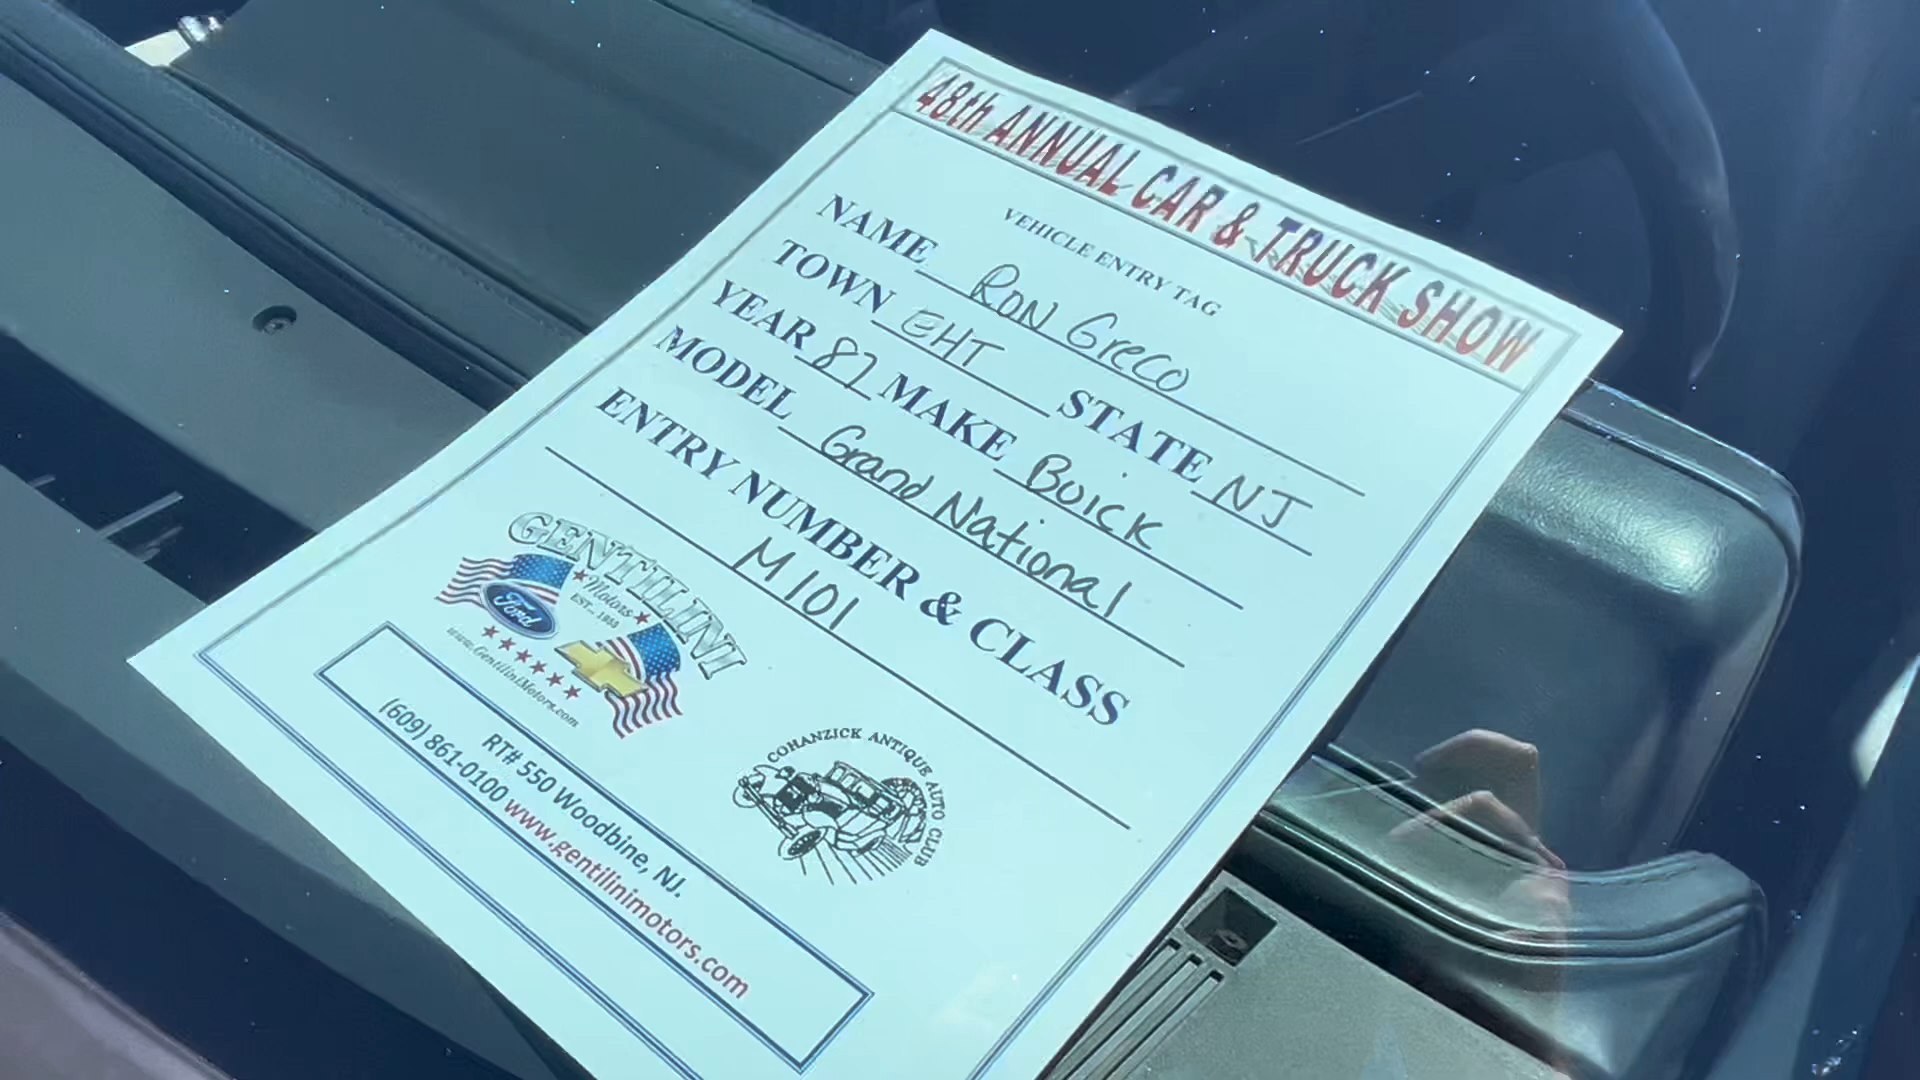 48th ANNUAL CAR & TRUCK SHOW
VEHICLE ENTRY TAG
NAME Ron Greco
TOWN EHT STATE NJ
YEAR 87 MAKE Buick
MODEL Grand National
ENTRY NUMBER & CLASS
M101
GENTILINI
Motors
EST. 1955
Ford
www.GentiliniMotors.com
COHANZICK ANTIQUE AUTO CLUB
RT# 550 Woodbine, NJ.
(609) 861-0100 www.gentilinimotors.com